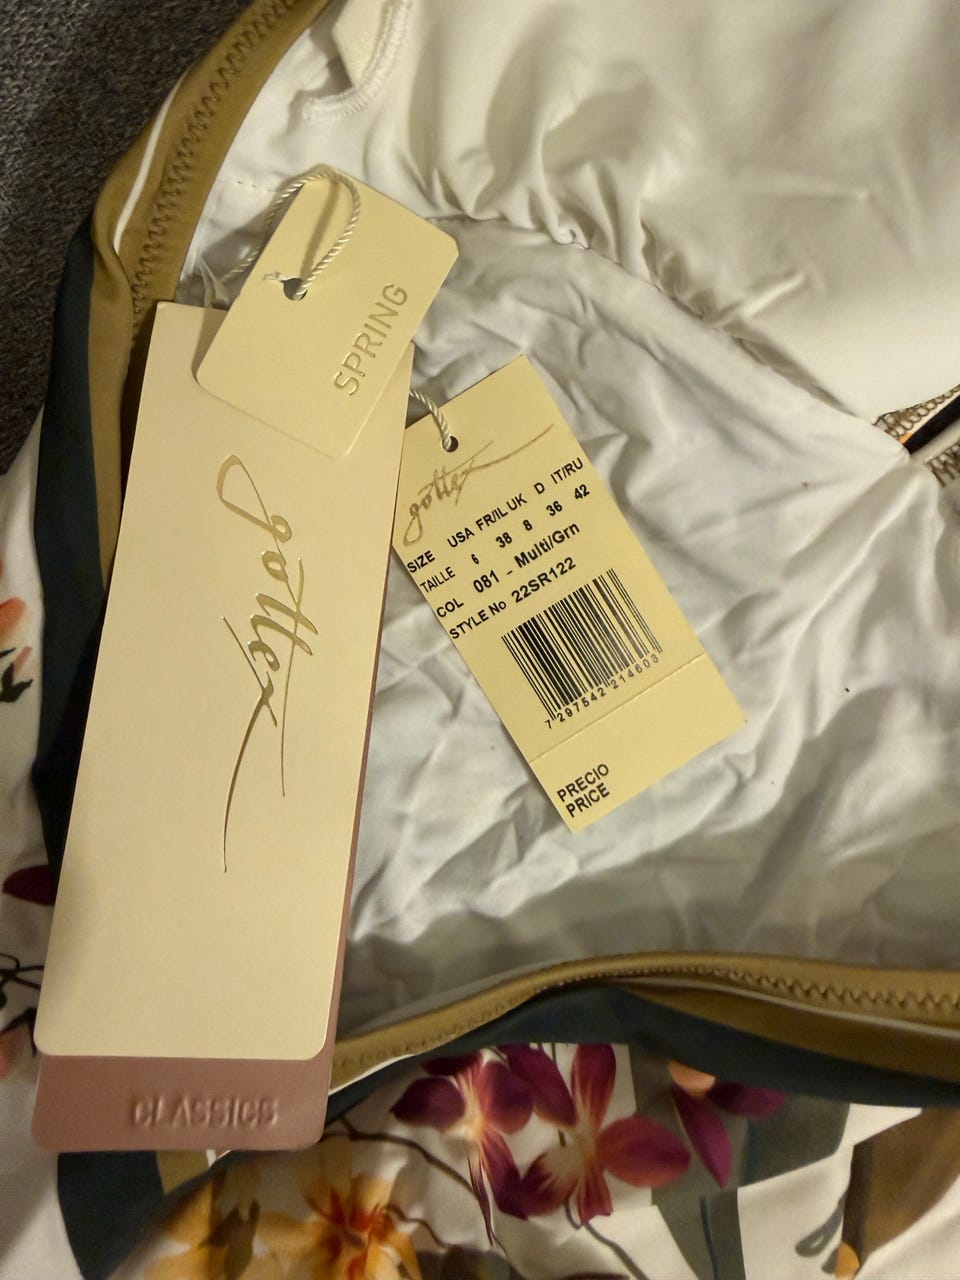 SPRING
gottex
CLASSICS
gottex
SIZE USA FR/IL UK D IT/RU
TAILLE 6 38 8 36 42
COL 081 - Multi/Grn
STYLE No 22SR122
7 297542 214603
PRECIO
PRICE